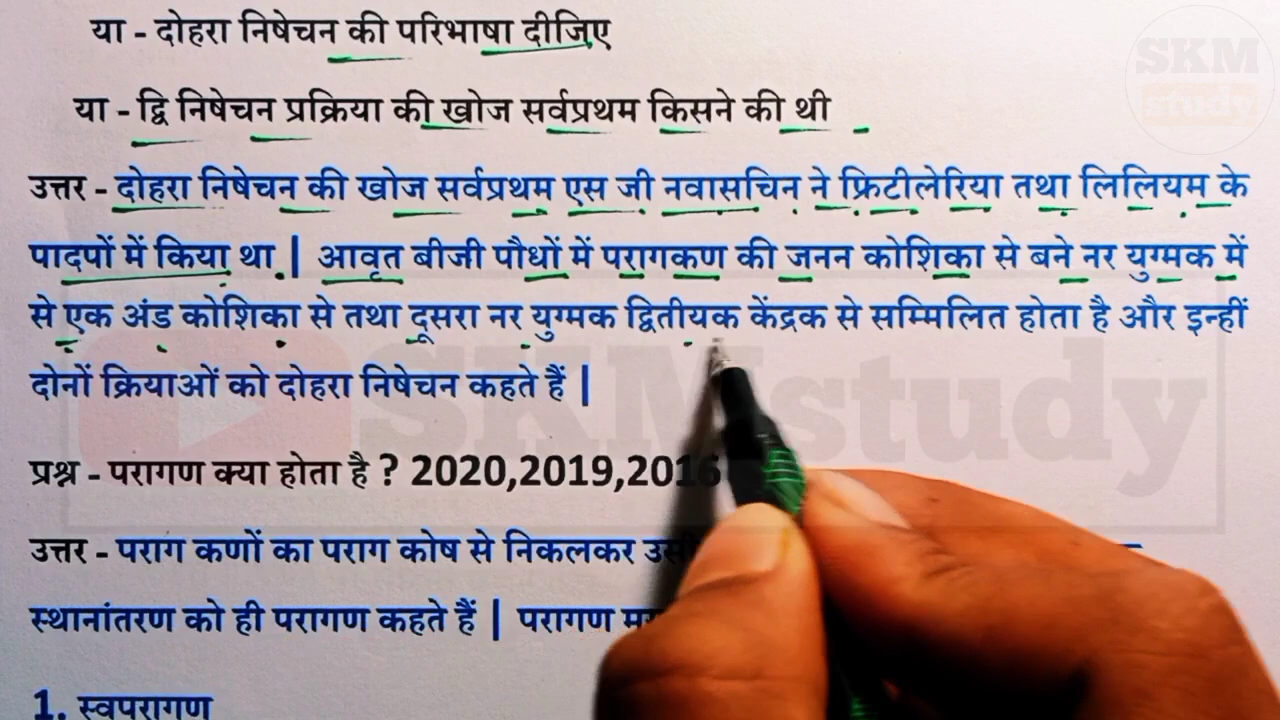 या - दोहरा निषेचन की परिभाषा दीजिए
या - द्वि निषेचन प्रक्रिया की खोज सर्वप्रथम किसने की थी
उत्तर - दोहरा निषेचन की खोज सर्वप्रथम एस जी नवासचिन ने फ्रिटीलेरिया तथा लिलियम के
पादपों में किया था | आवृत बीजी पौधों में परागकण की जनन कोशिका से बने नर युग्मक में
से एक अंड कोशिका से तथा दूसरा नर युग्मक द्वितीयक केंद्रक से सम्मिलित होता है और इन्हीं
दोनों क्रियाओं को दोहरा निषेचन कहते हैं |
प्रश्न - परागण क्या होता है ? 2020,2019,2016
उत्तर - पराग कणों का पराग कोष से निकलकर
स्थानांतरण को ही परागण कहते हैं | परागण
1. स्वपरागण
SKM
study
SKMstudy